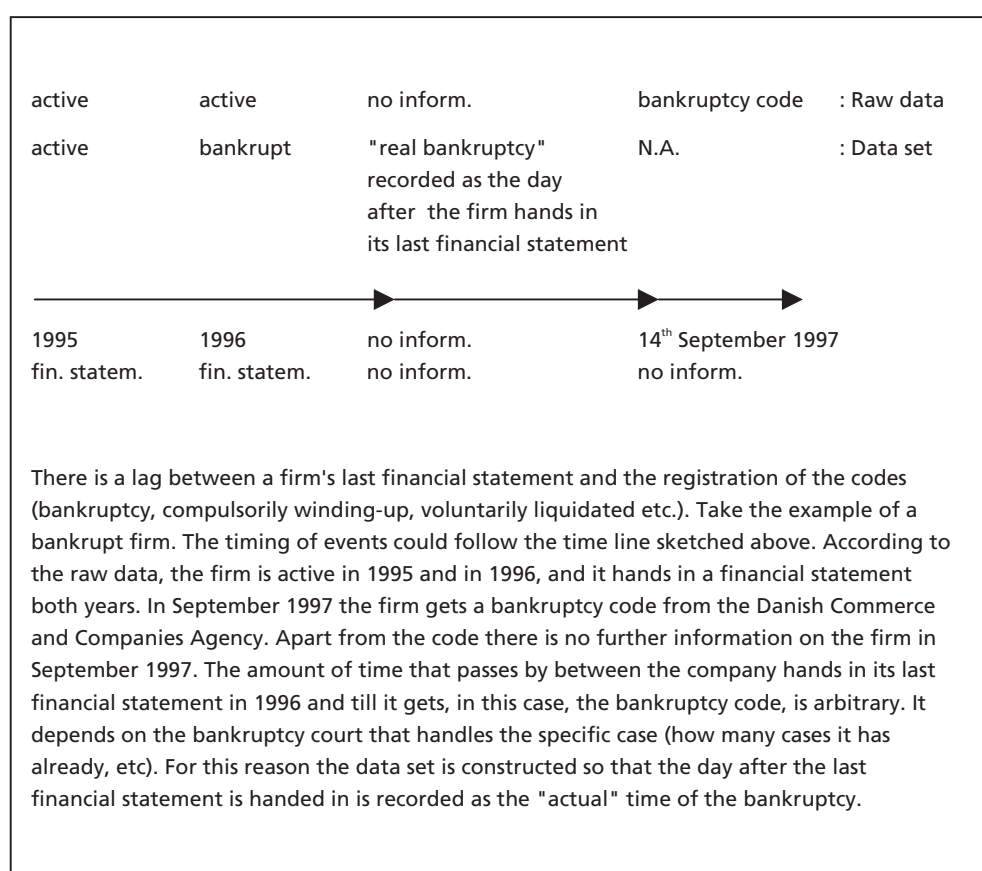 active active no inform. bankruptcy code : Raw data
active bankrupt "real bankruptcy" N.A. : Data set
recorded as the day
after the firm hands in
its last financial statement
1995 1996 no inform. 14th September 1997
fin. statem. fin. statem. no inform. no inform.
There is a lag between a firm's last financial statement and the registration of the codes
(bankruptcy, compulsorily winding-up, voluntarily liquidated etc.). Take the example of a
bankrupt firm. The timing of events could follow the time line sketched above. According to
the raw data, the firm is active in 1995 and in 1996, and it hands in a financial statement
both years. In September 1997 the firm gets a bankruptcy code from the Danish Commerce
and Companies Agency. Apart from the code there is no further information on the firm in
September 1997. The amount of time that passes by between the company hands in its last
financial statement in 1996 and till it gets, in this case, the bankruptcy code, is arbitrary. It
depends on the bankruptcy court that handles the specific case (how many cases it has
already, etc). For this reason the data set is constructed so that the day after the last
financial statement is handed in is recorded as the "actual" time of the bankruptcy.